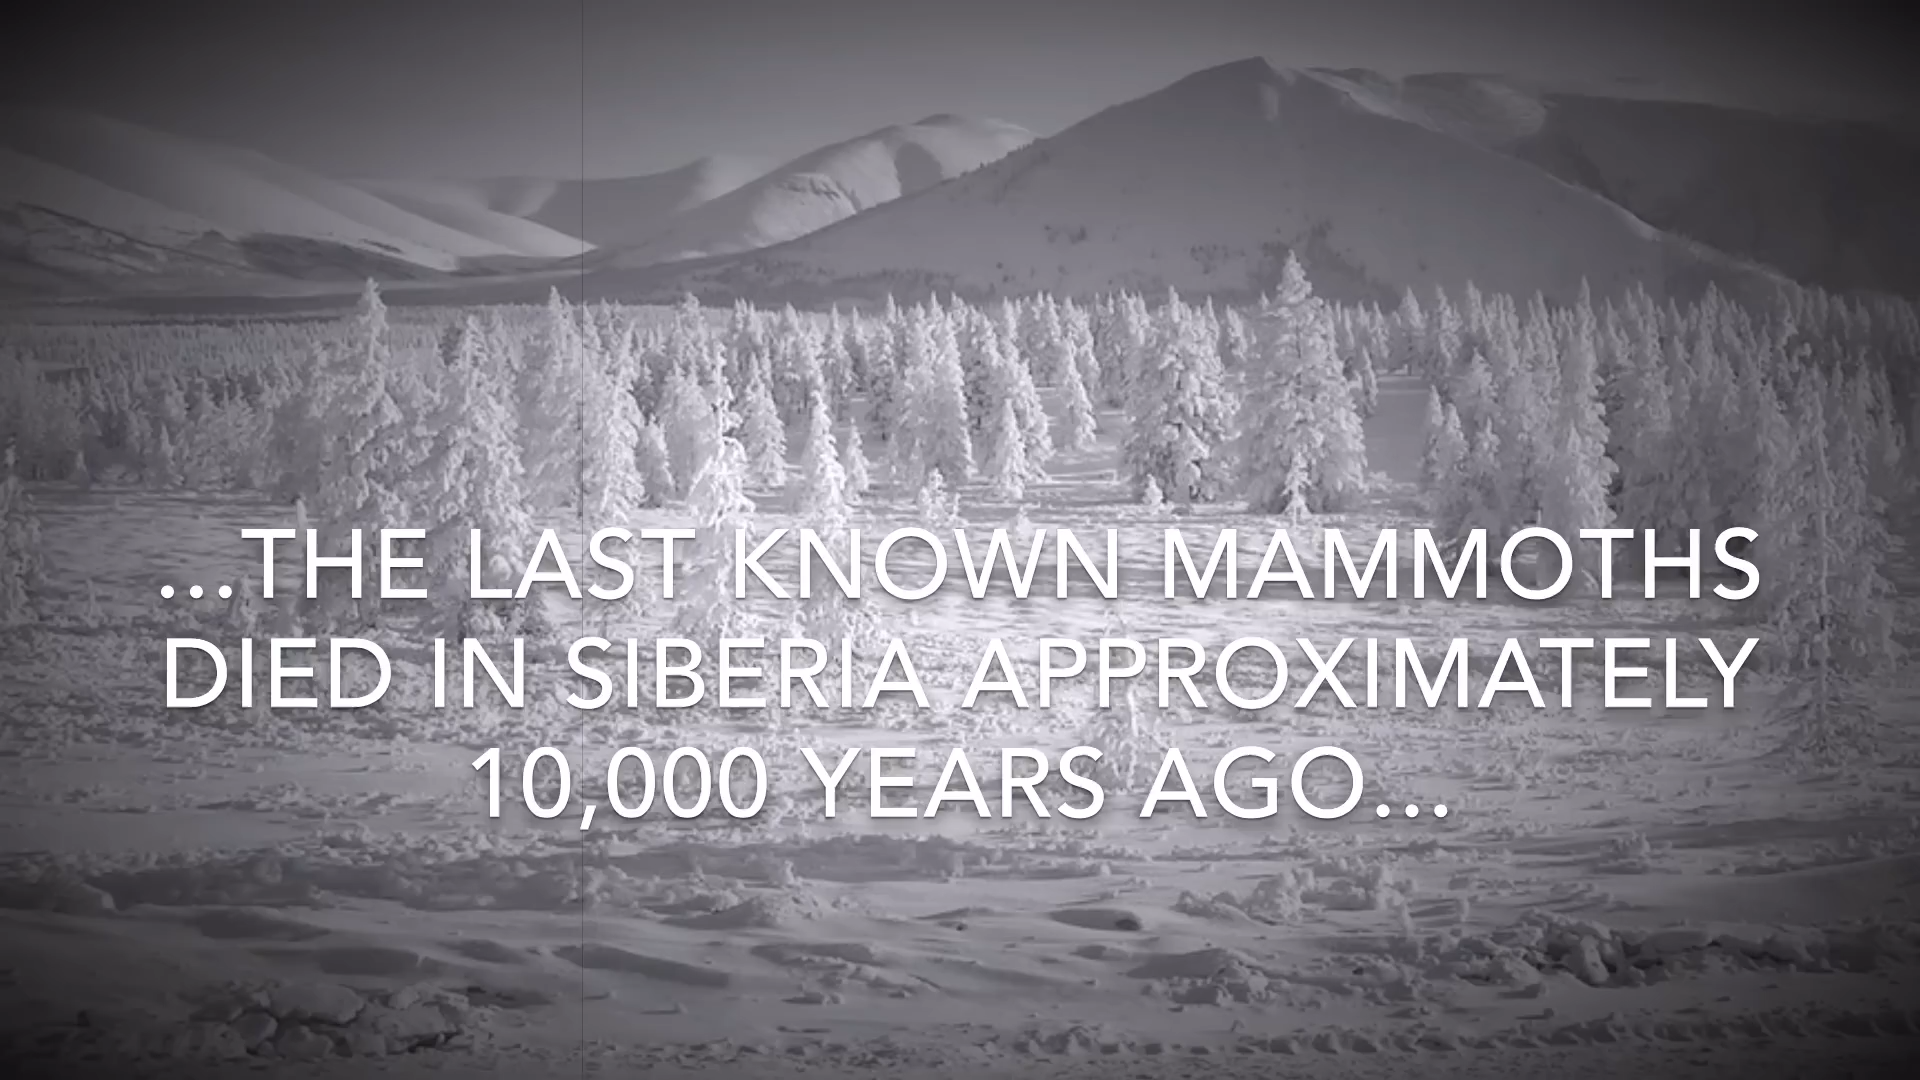 ...THE LAST KNOWN MAMMOTHS
DIED IN SIBERIA APPROXIMATELY
10,000 YEARS AGO...